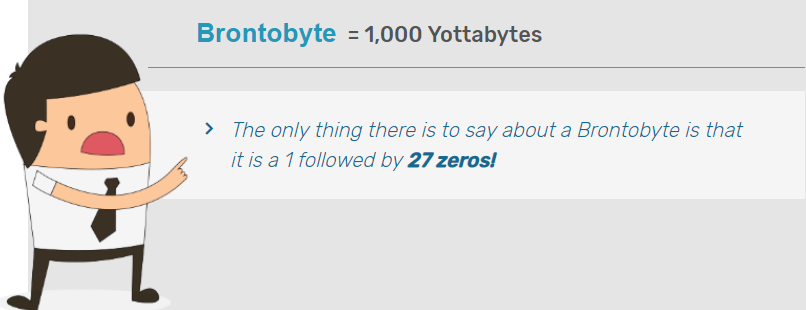 Brontobyte = 1,000 Yottabytes
The only thing there is to say about a Brontobyte is that
it is a 1 followed by 27 zeros!